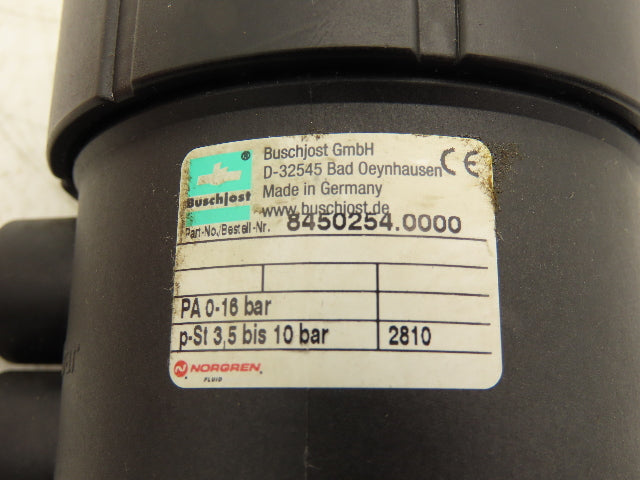 Buschjost GmbH
D-32545 Bad Oeynhausen
Made in Germany
www.buschjost.de
CE
®
Buschjost
Part-No./Bestell-Nr. 8450254.0000
PA 0-16 bar
p-St 3,5 bis 10 bar 2810
NORGREN
FLUID